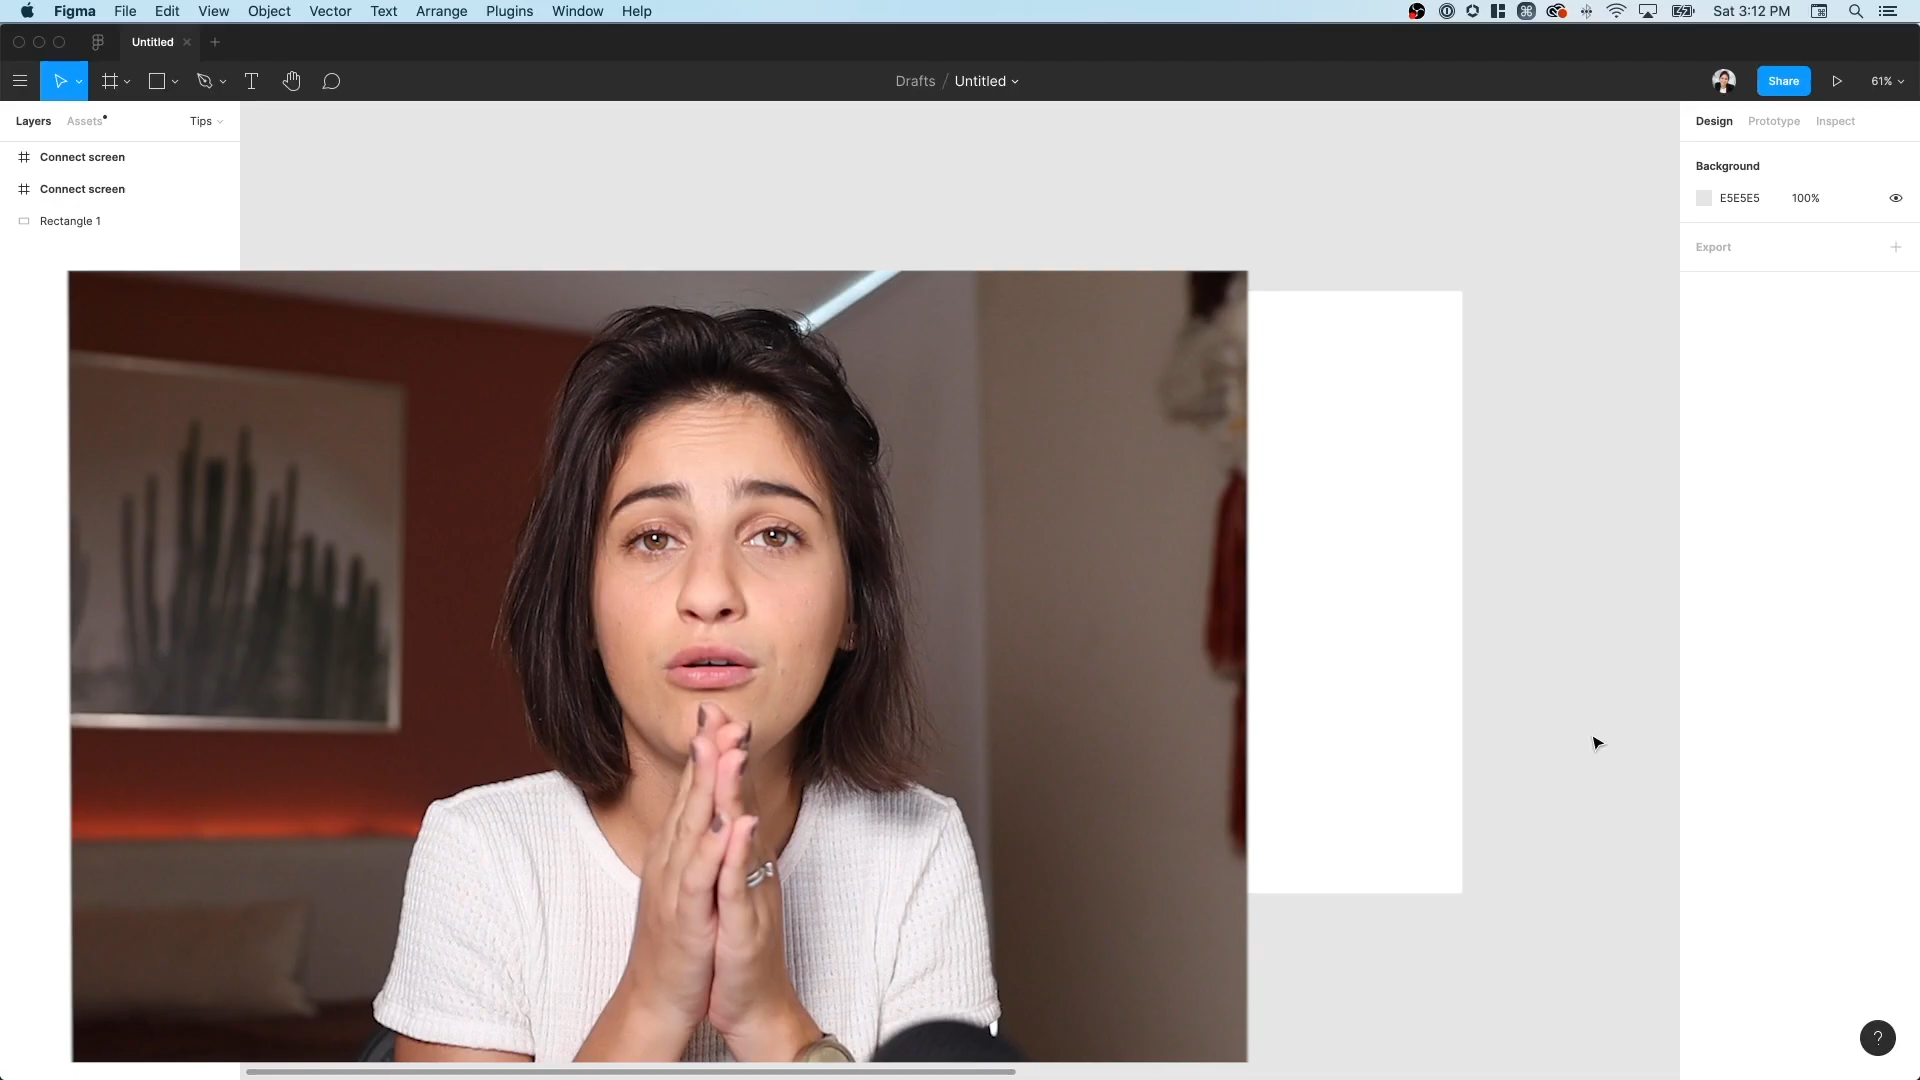 Figma File Edit View Object Vector Text Arrange Plugins Window Help Sat 3:12 PM
Untitled
Drafts / Untitled Share 61%
Layers Assets Tips
Design Prototype Inspect
Connect screen
Connect screen
Rectangle 1
Background
E5E5E5 100%
Export
?